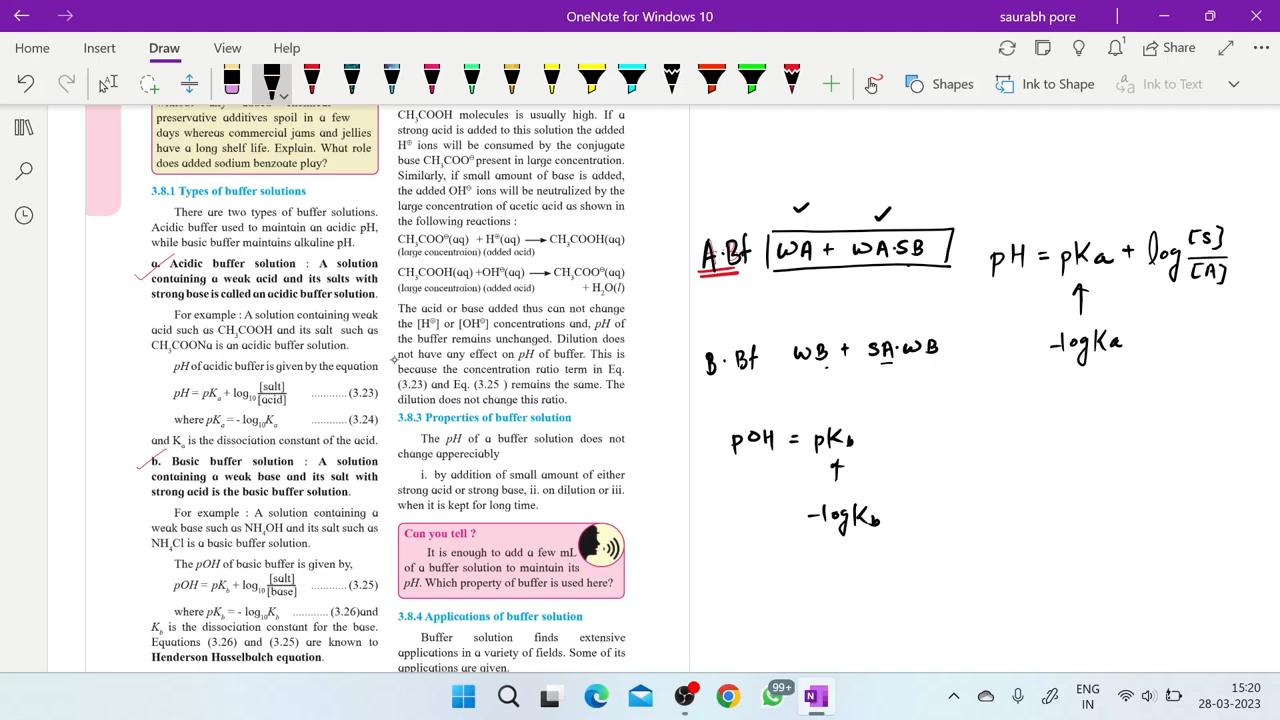 OneNote for Windows 10
saurabh pore
Home Insert Draw View Help
Share
Shapes
Ink to Shape
Ink to Text
preservative additives spoil in a few
days whereas commercial jams and jellies
have a long shelf life. Explain. What role
does added sodium benzoate play?
3.8.1 Types of buffer solutions
There are two types of buffer solutions.
Acidic buffer used to maintain an acidic pH,
while basic buffer maintains alkaline pH.
a. Acidic buffer solution : A solution
containing a weak acid and its salts with
strong base is called an acidic buffer solution.
For example : A solution containing weak
acid such as CH₃COOH and its salt such as
CH₃COONa is an acidic buffer solution.
pH of acidic buffer is given by the equation
pH = pKₐ + log₁₀ [salt]/[acid] ............ (3.23)
where pKₐ = - log₁₀Kₐ ............ (3.24)
and Kₐ is the dissociation constant of the acid.
b. Basic buffer solution : A solution
containing a weak base and its salt with
strong acid is the basic buffer solution.
For example : A solution containing a
weak base such as NH₄OH and its salt such as
NH₄Cl is a basic buffer solution.
The pOH of basic buffer is given by,
pOH = pK_b + log₁₀ [salt]/[base] ............ (3.25)
where pK_b = - log₁₀K_b ............ (3.26)and
K_b is the dissociation constant for the base.
Equations (3.26) and (3.25) are known to
Henderson Hasselbalch equation.
CH₃COOH molecules is usually high. If a
strong acid is added to this solution the added
H⊕ ions will be consumed by the conjugate
base CH₃COO⊖ present in large concentration.
Similarly, if small amount of base is added,
the added OH⊖ ions will be neutralized by the
large concentration of acetic acid as shown in
the following reactions :
CH₃COO⊖(aq) + H⊕(aq) ⟶ CH₃COOH(aq)
(large concentration) (added acid)
CH₃COOH(aq) +OH⊖(aq) ⟶ CH₃COO⊖(aq)
(large concentration) (added acid) + H₂O(l)
The acid or base added thus can not change
the [H⊕] or [OH⊖] concentrations and, pH of
the buffer remains unchanged. Dilution does
not have any effect on pH of buffer. This is
because the concentration ratio term in Eq.
(3.23) and Eq. (3.25 ) remains the same. The
dilution does not change this ratio.
3.8.3 Properties of buffer solution
The pH of a buffer solution does not
change appereciably
i. by addition of small amount of either
strong acid or strong base, ii. on dilution or iii.
when it is kept for long time.
Can you tell ?
It is enough to add a few mL
of a buffer solution to maintain its
pH. Which property of buffer is used here?
3.8.4 Applications of buffer solution
Buffer solution finds extensive
applications in a variety of fields. Some of its
applications are given.
A·Bf WA + WA·SB
pH = pKa + log [S]/[A]
-logKa
B·Bf WB + SA·WB
pOH = pK_b
-logK_b
99+
ENG
IN
15:20
28-03-2023